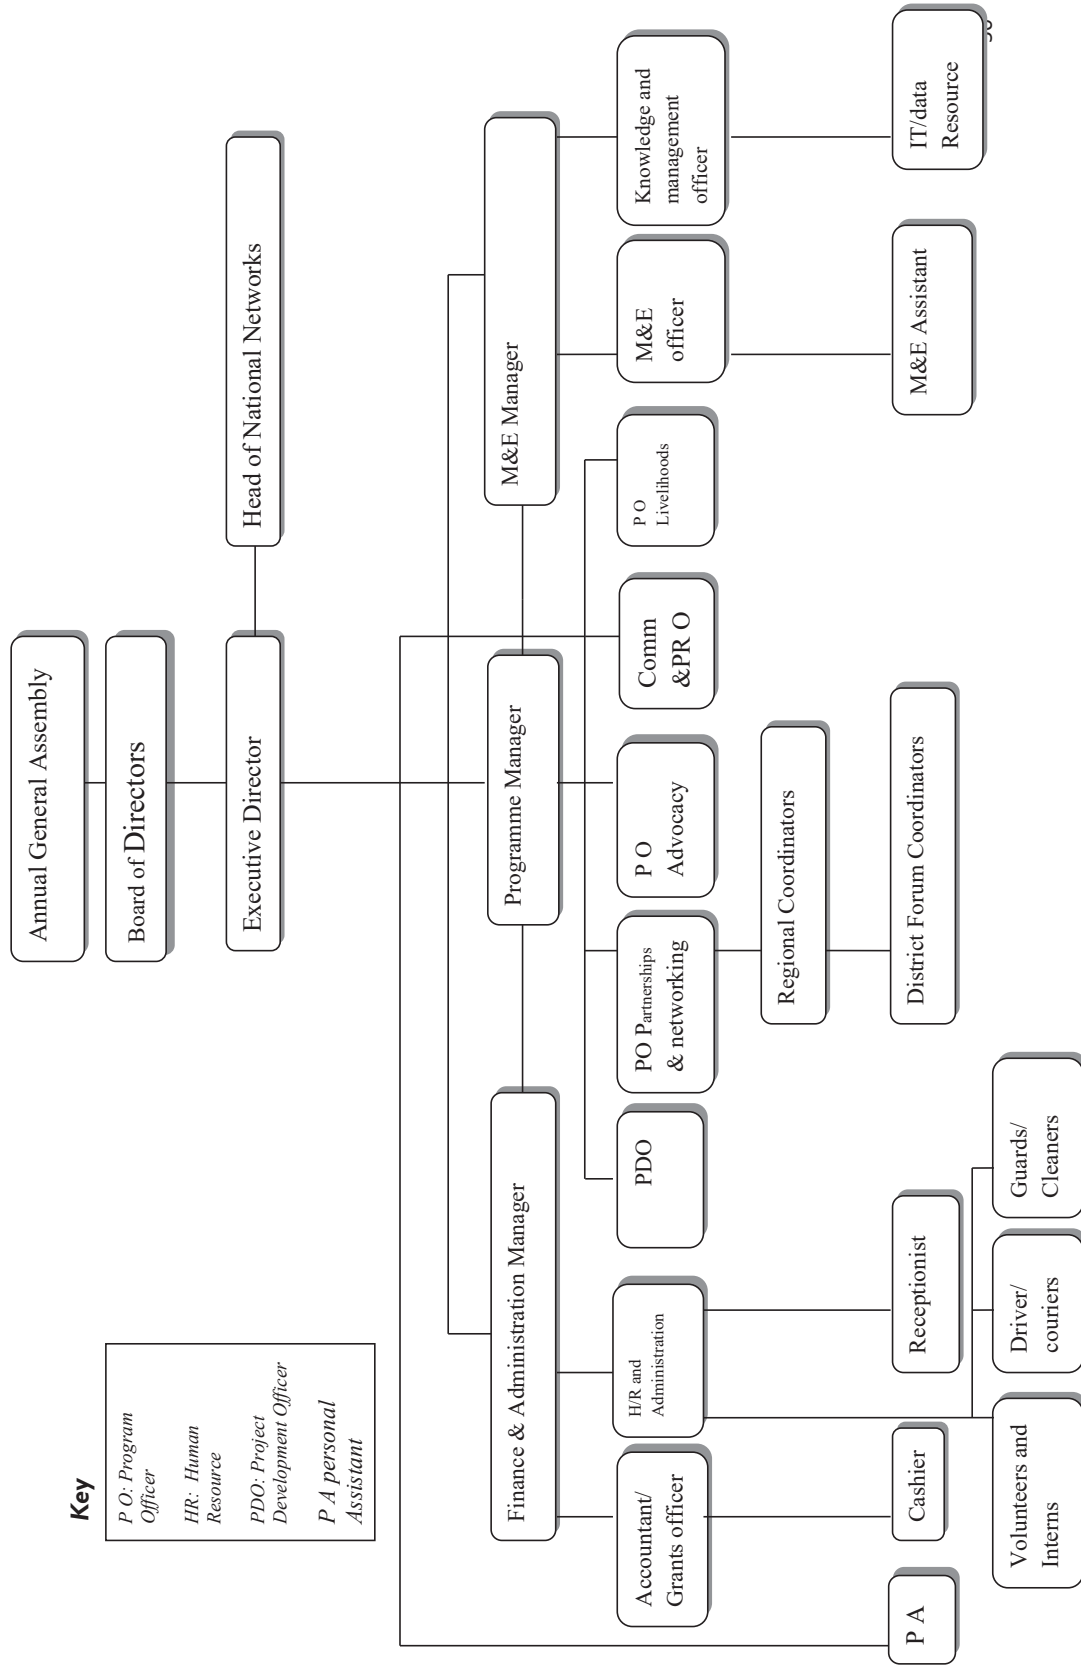 Annual General Assembly
Board of Directors
Executive Director
Head of National Networks
Key
P O: Program
Officer
HR: Human
Resource
PDO: Project
Development Officer
P A personal
Assistant
Finance & Administration Manager
Programme Manager
M&E Manager
Accountant/
Grants officer
H/R and
Administration
PDO
PO Partnerships
& networking
P O
Advocacy
Comm
&PR O
P O
Livelihoods
M&E
officer
Knowledge and
management
officer
Regional Coordinators
P A
Cashier
Receptionist
District Forum Coordinators
M&E Assistant
IT/data
Resource
Volunteers and
Interns
Driver/
couriers
Guards/
Cleaners